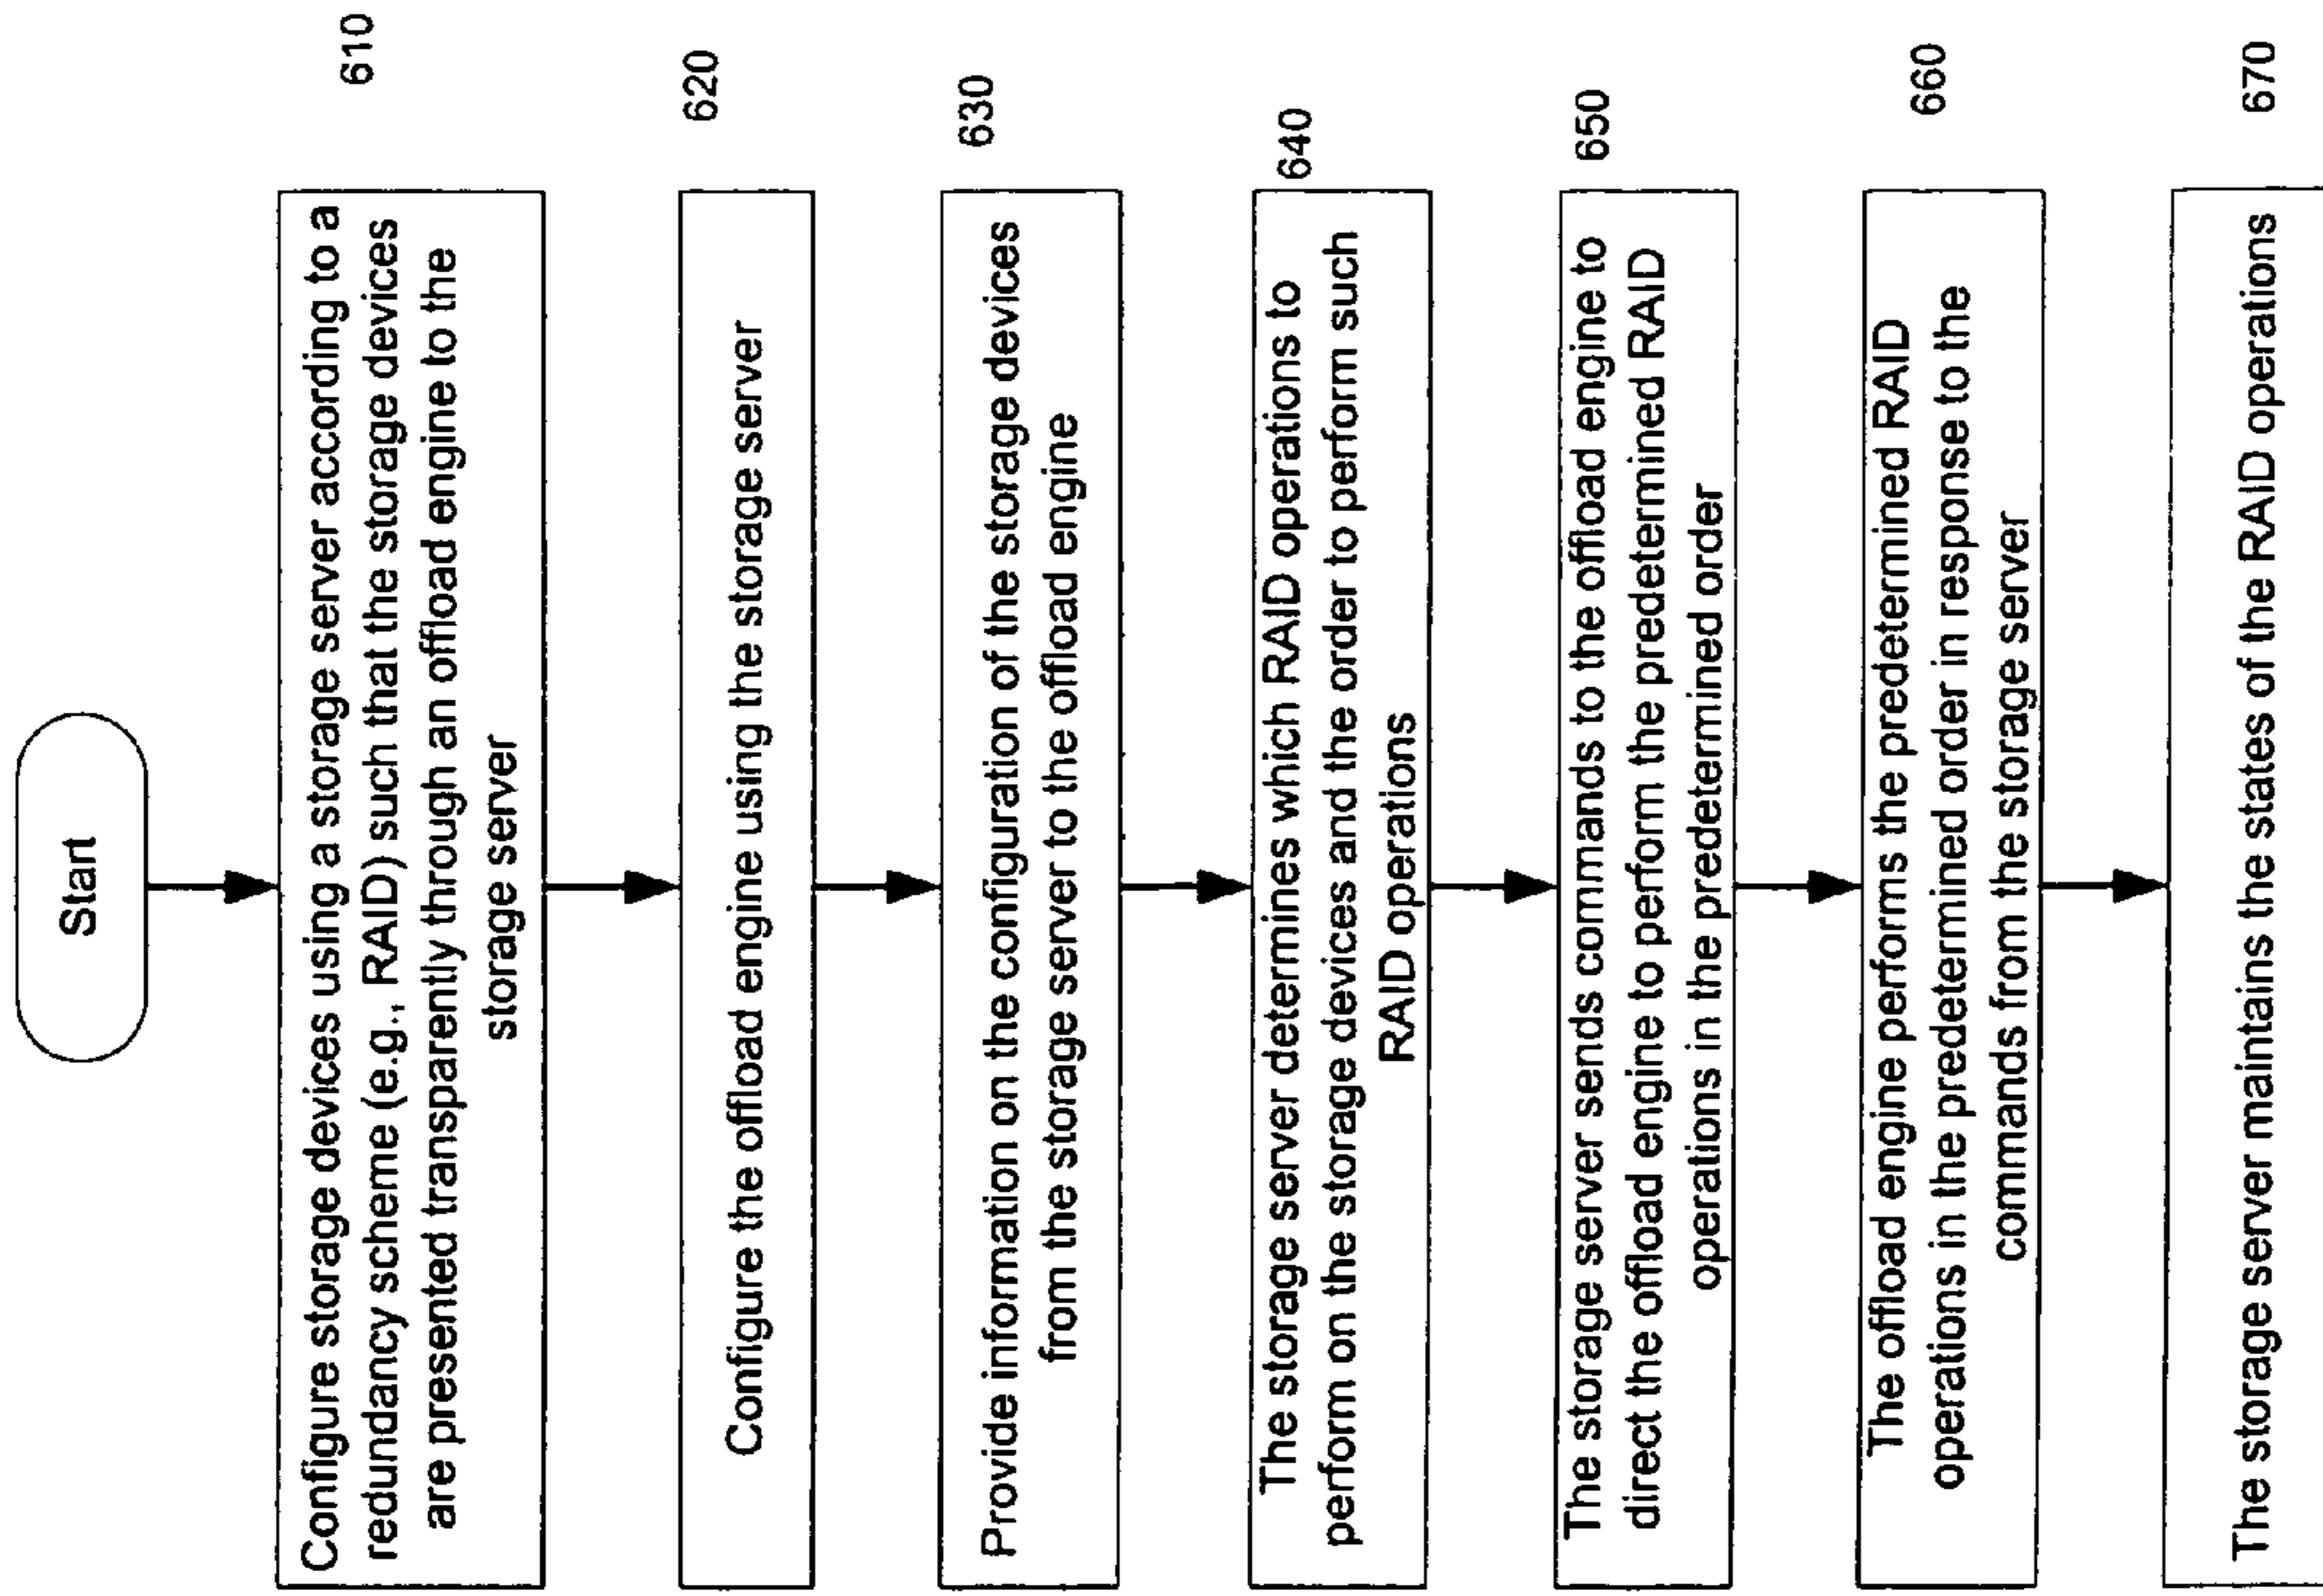 Start
Configure storage devices using a storage server according to a
redundancy scheme (e.g., RAID) such that the storage devices
are presented transparently through an offload engine to the
storage server
610
Configure the offload engine using the storage server
620
Provide information on the configuration of the storage devices
from the storage server to the offload engine
630
The storage server determines which RAID operations to
perform on the storage devices and the order to perform such
RAID operations
640
The storage server sends commands to the offload engine to
direct the offload engine to perform the predetermined RAID
operations in the predetermined order
650
The offload engine performs the predetermined RAID
operations in the predetermined order in response to the
commands from the storage server
660
The storage server maintains the states of the RAID operations
670